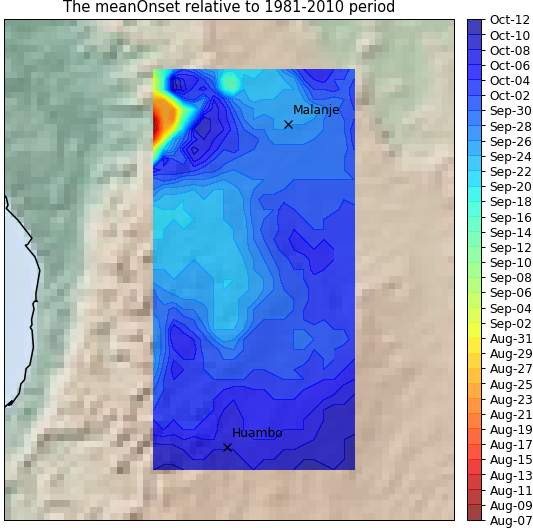 The meanOnset relative to 1981-2010 period
Malanje
Huambo
Oct-12
Oct-10
Oct-08
Oct-06
Oct-04
Oct-02
Sep-30
Sep-28
Sep-26
Sep-24
Sep-22
Sep-20
Sep-18
Sep-16
Sep-14
Sep-12
Sep-10
Sep-08
Sep-06
Sep-04
Sep-02
Aug-31
Aug-29
Aug-27
Aug-25
Aug-23
Aug-21
Aug-19
Aug-17
Aug-15
Aug-13
Aug-11
Aug-09
Aug-07